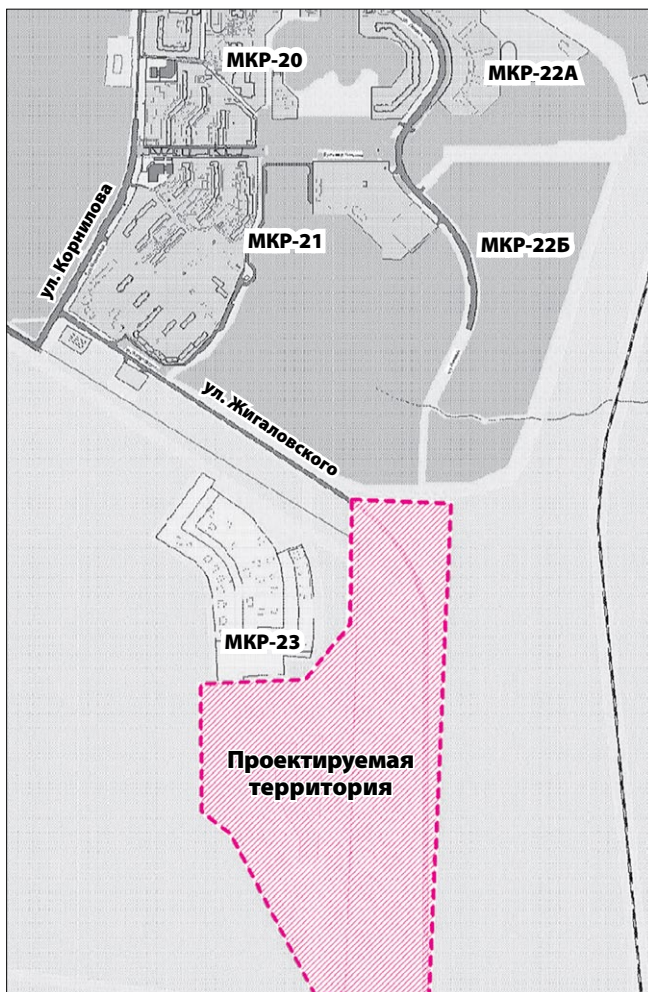 МКР-20
МКР-22А
ул. Корнилова
МКР-21
МКР-22Б
ул. Жигаловского
МКР-23
Проектируемая
территория